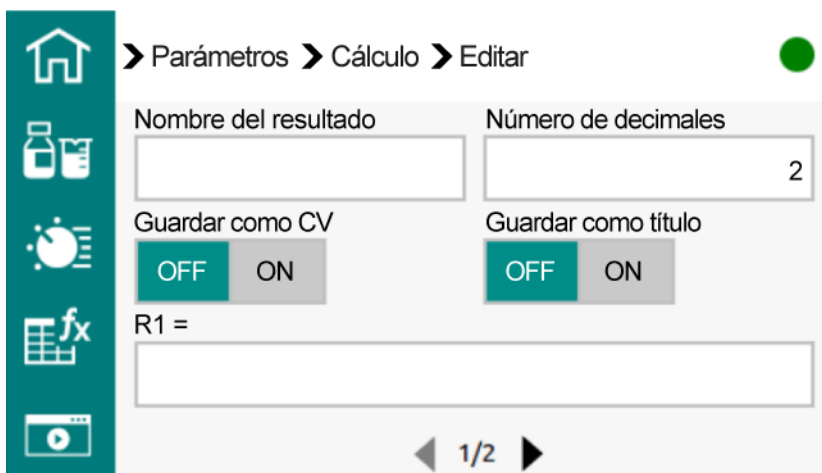 Parámetros Cálculo Editar
Nombre del resultado Número de decimales
2
Guardar como CV Guardar como título
OFF ON OFF ON
fx
R1 =
1/2